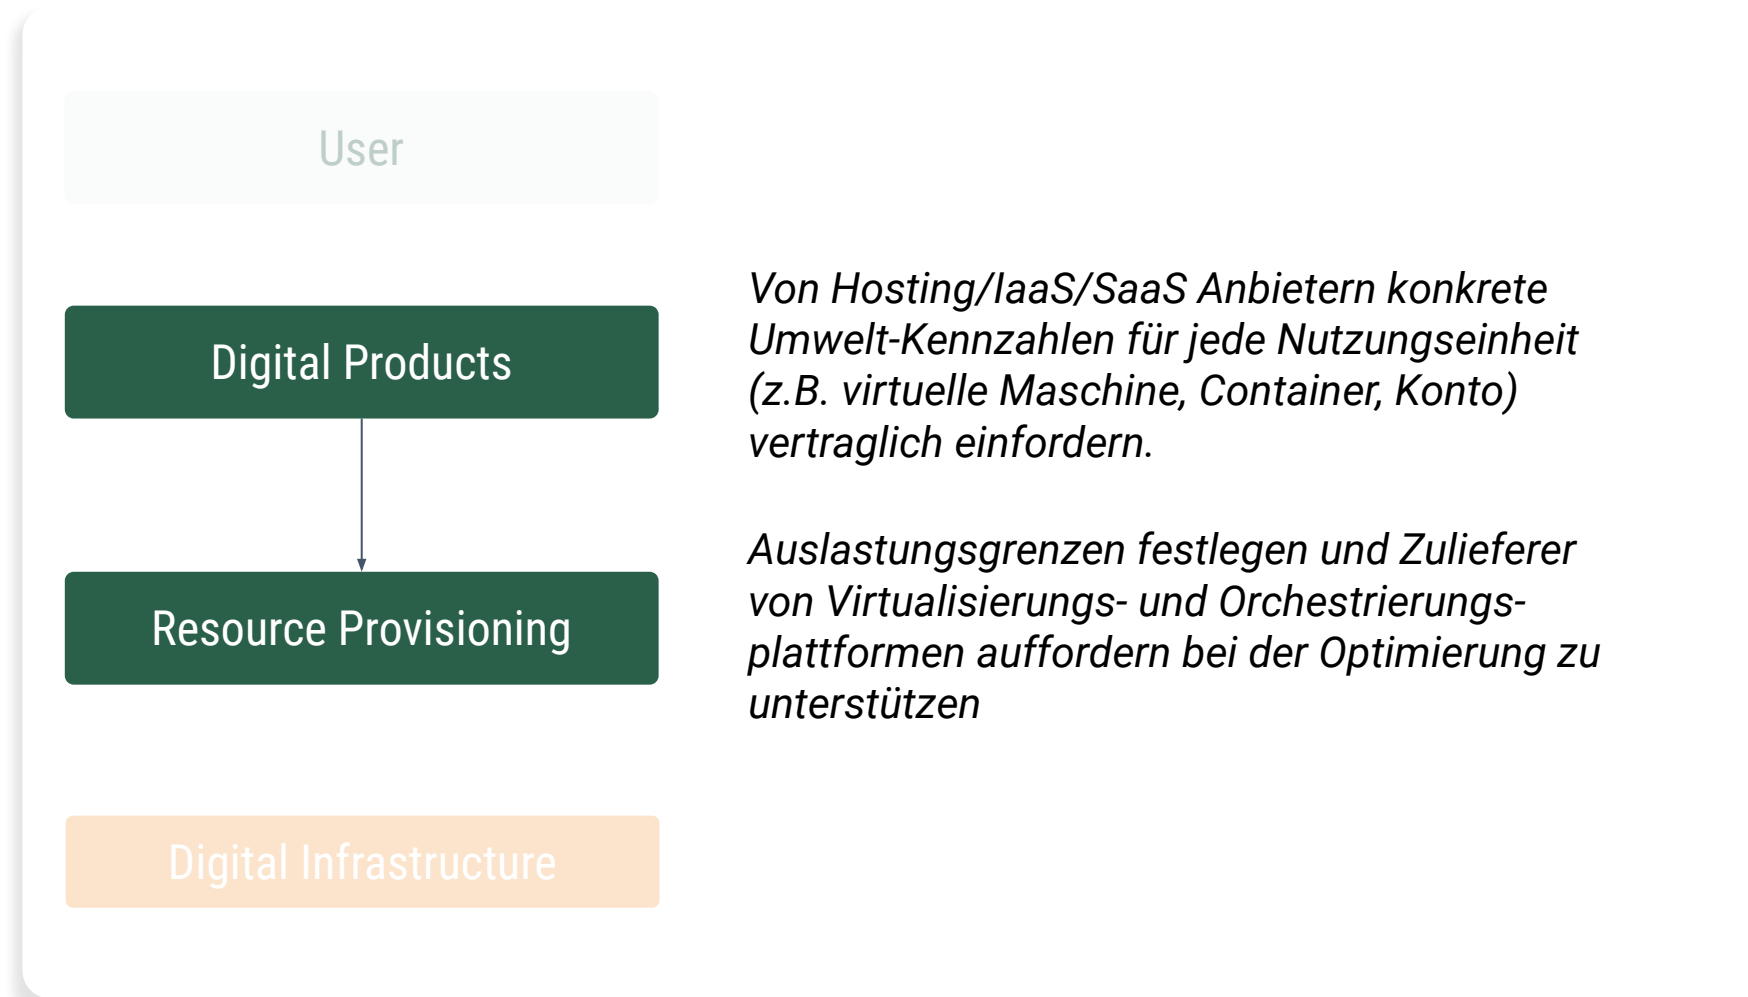 User
Digital Products
Resource Provisioning
Digital Infrastructure
Von Hosting/IaaS/SaaS Anbietern konkrete
Umwelt-Kennzahlen für jede Nutzungseinheit
(z.B. virtuelle Maschine, Container, Konto)
vertraglich einfordern.
Auslastungsgrenzen festlegen und Zulieferer
von Virtualisierungs- und Orchestrierungs-
plattformen auffordern bei der Optimierung zu
unterstützen